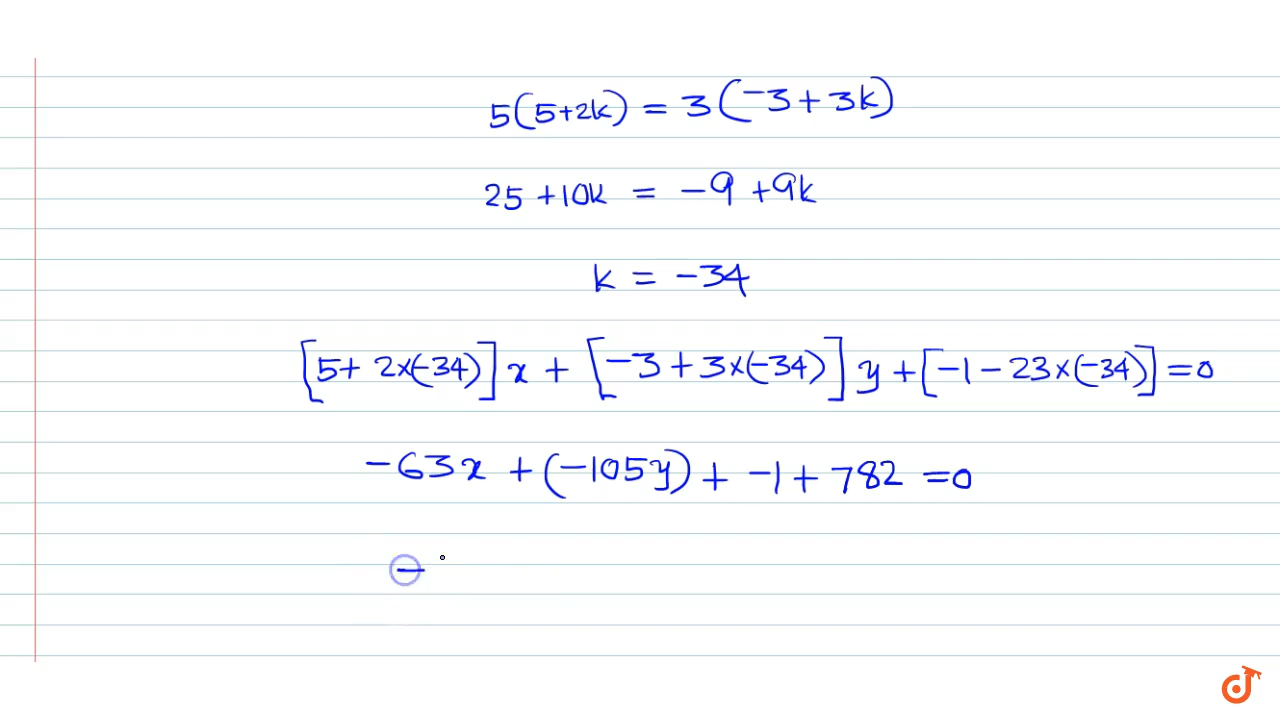 5(5+2k) = 3(-3+3k)
25+10k = -9+9k
k = -34
[5+ 2×(-34)]x + [-3+3×(-34)]y+[-1-23×(-34)]=0
-63x + (-105y) + -1 + 782 = 0
-